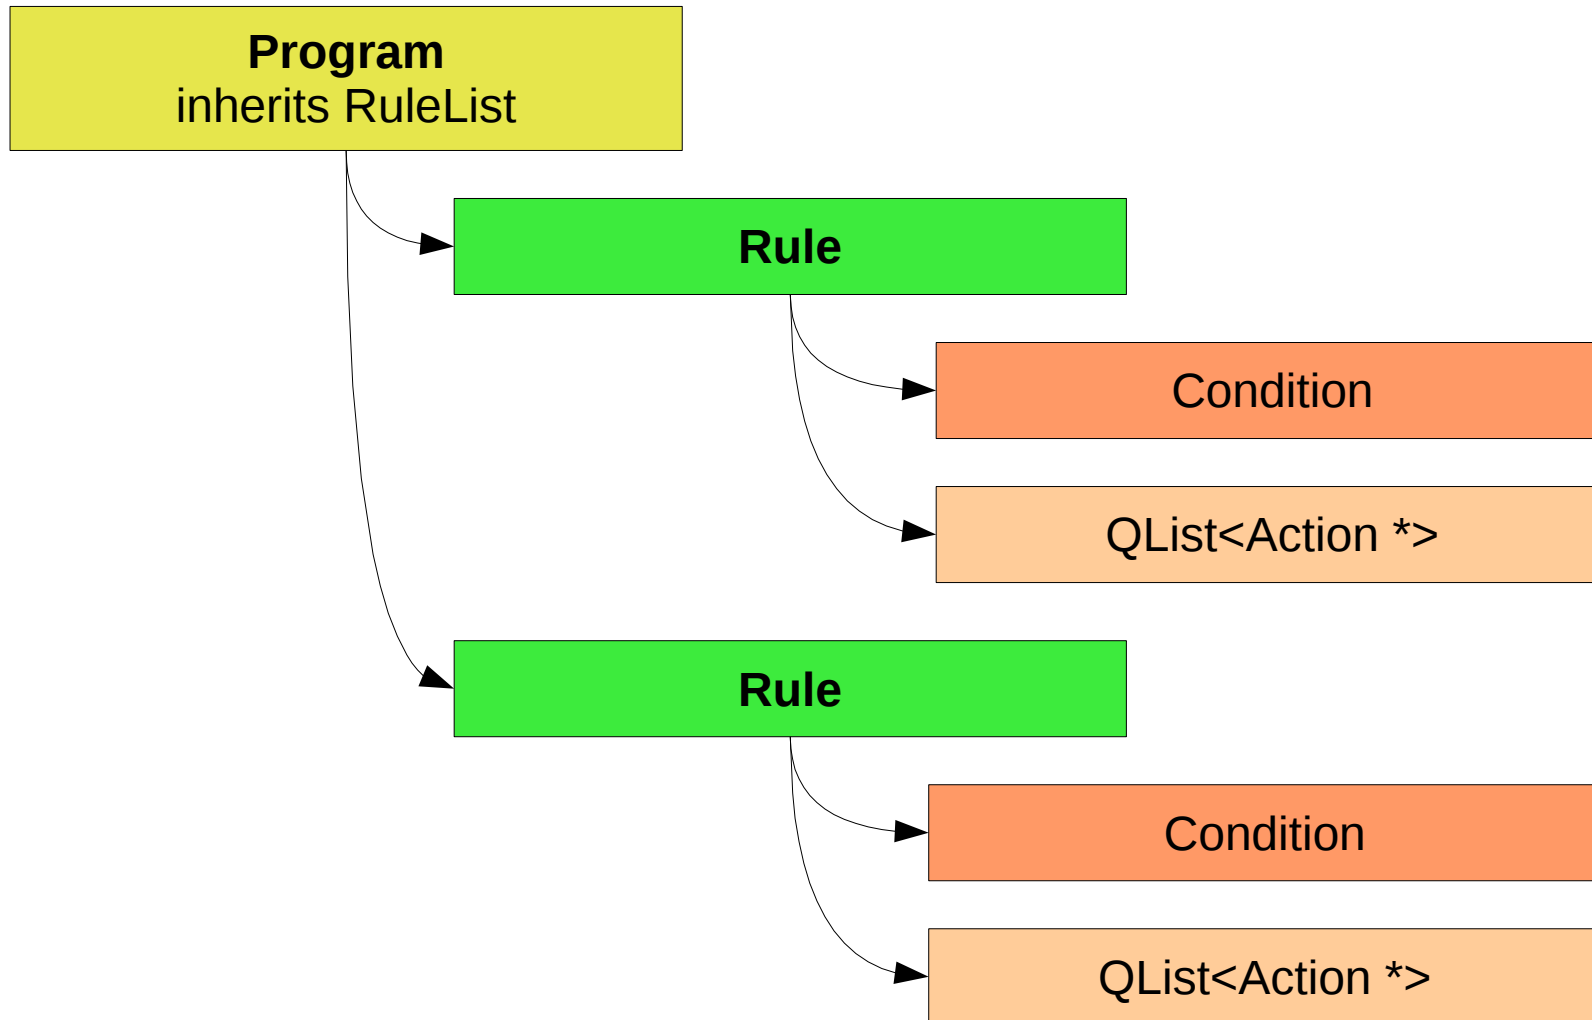 Program
inherits RuleList
Rule
Condition
QList<Action *>
Rule
Condition
QList<Action *>